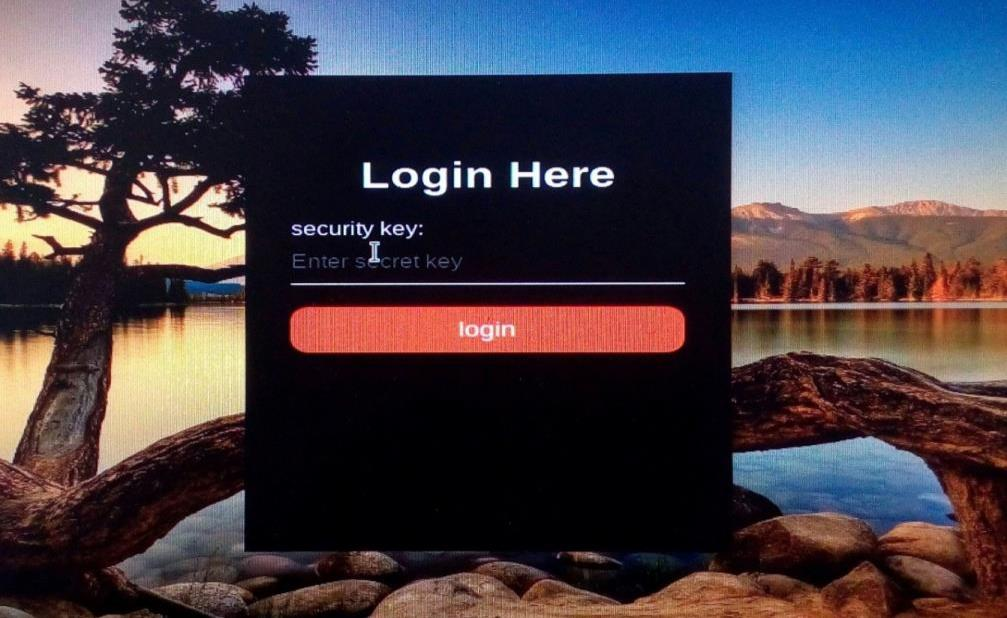 Login Here
security key:
Enter secret key
login